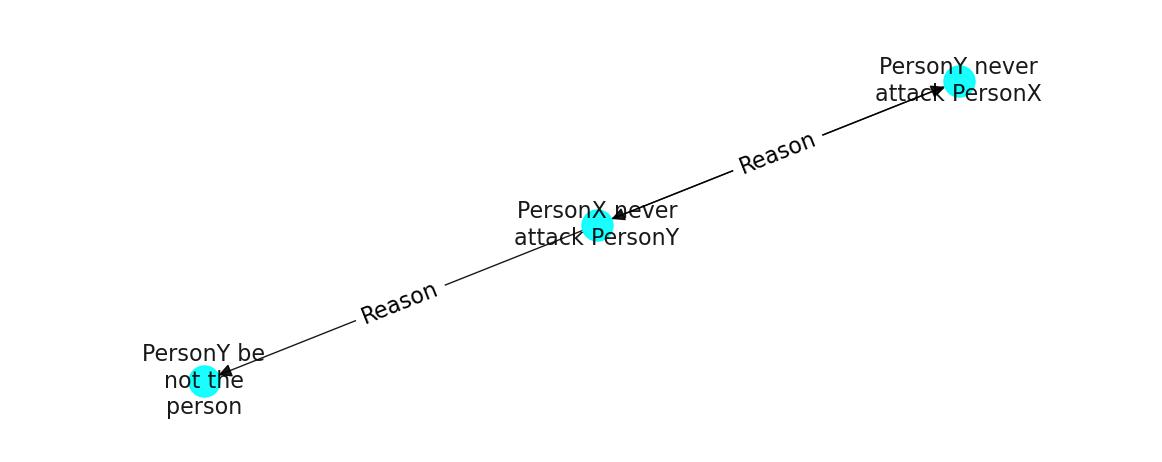 PersonY never
attack PersonX
Reason
PersonX never
attack PersonY
Reason
PersonY be
not the
person